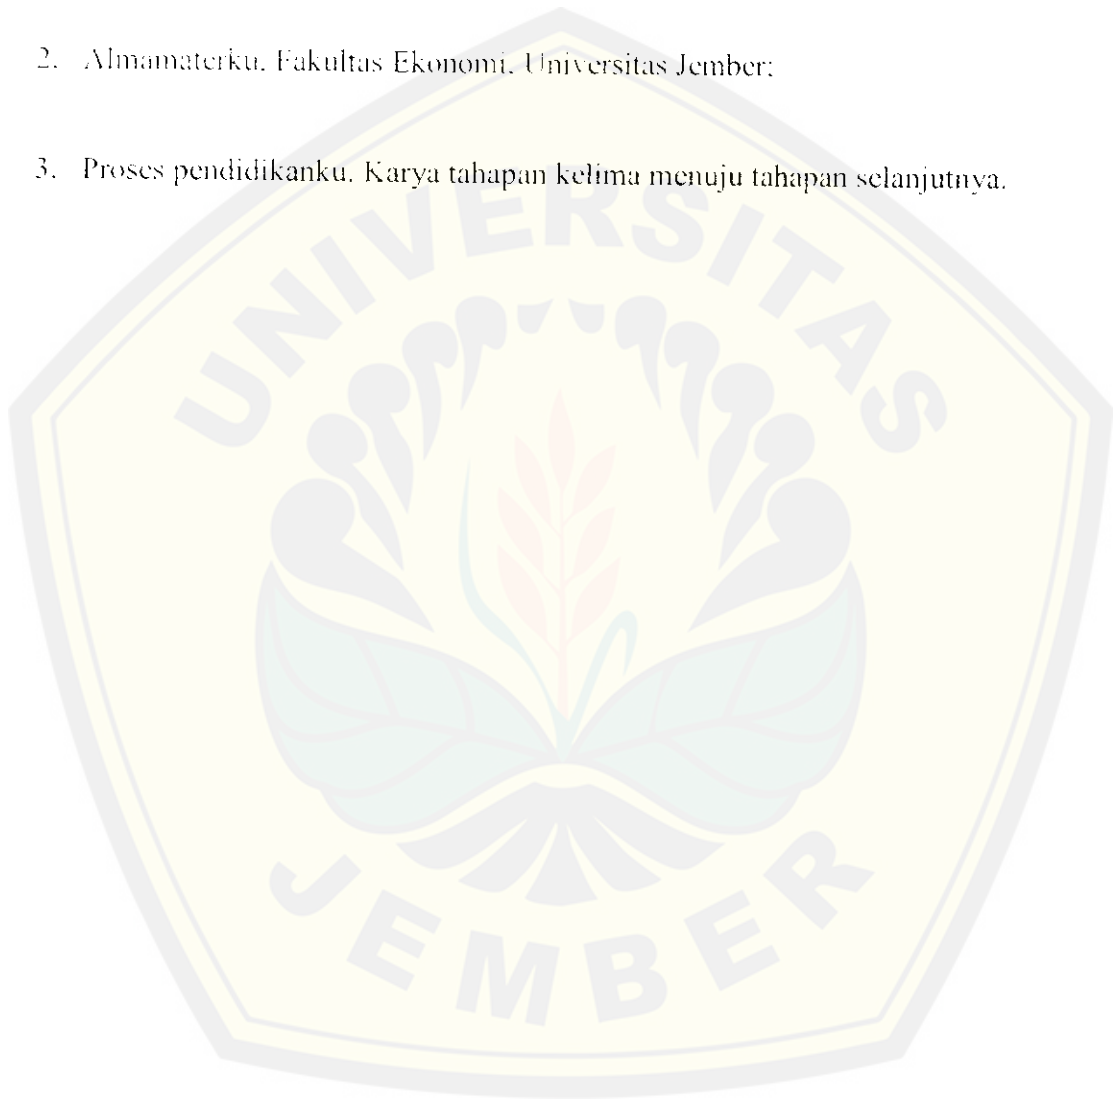 2. Almamaterku. Fakultas Ekonomi. Universitas Jember;
3. Proses pendidikanku. Karya tahapan kelima menuju tahapan selanjutnya.
UNIVERSITAS
JEMBER